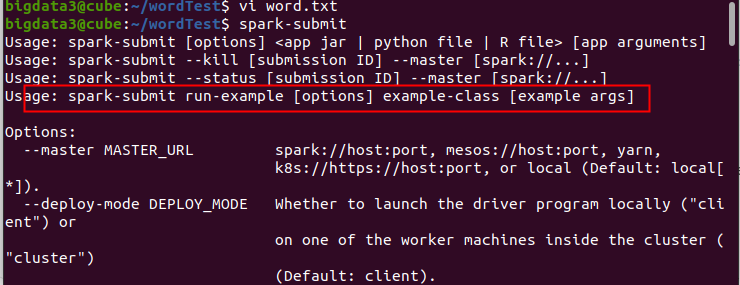 bigdata3@cube:~/wordTest$ vi word.txt
bigdata3@cube:~/wordTest$ spark-submit
Usage: spark-submit [options] <app jar | python file | R file> [app arguments]
Usage: spark-submit --kill [submission ID] --master [spark://...]
Usage: spark-submit --status [submission ID] --master [spark://...]
Usage: spark-submit run-example [options] example-class [example args]
Options:
--master MASTER_URL spark://host:port, mesos://host:port, yarn,
k8s://https://host:port, or local (Default: local[
*]).
--deploy-mode DEPLOY_MODE Whether to launch the driver program locally ("cli
ent") or
on one of the worker machines inside the cluster (
"cluster")
(Default: client).